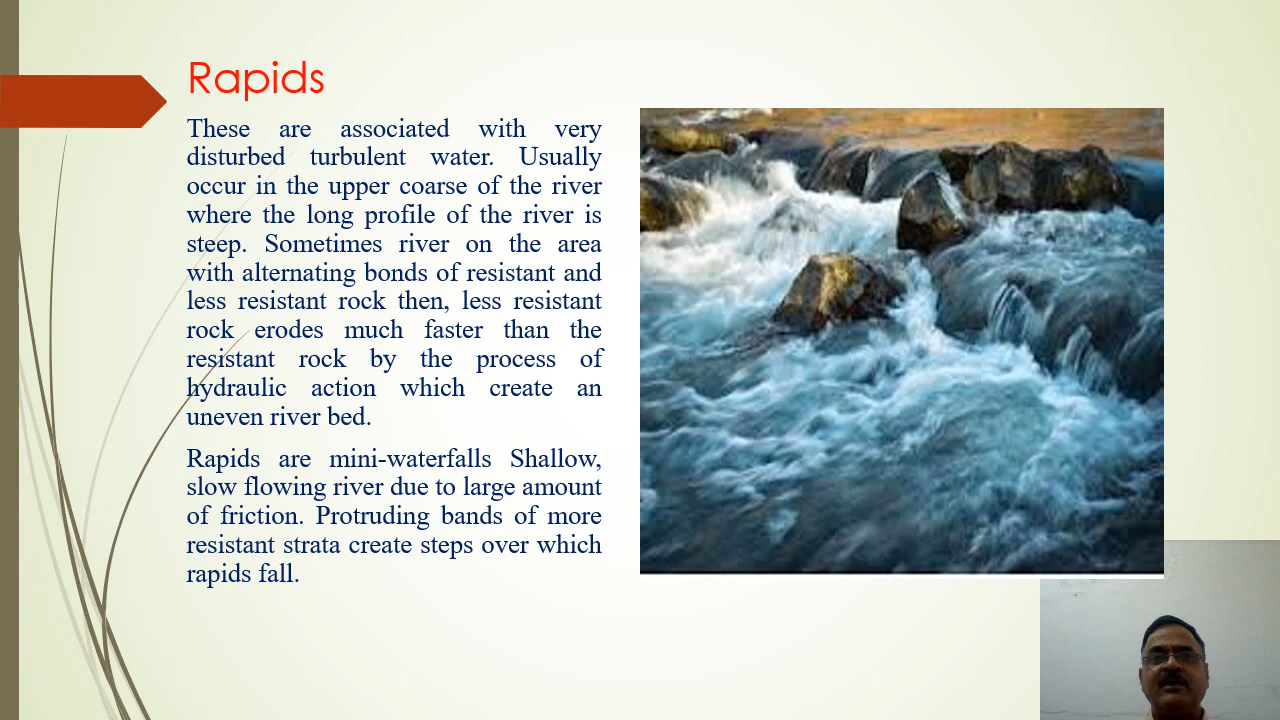 Rapids
These are associated with very
disturbed turbulent water. Usually
occur in the upper coarse of the river
where the long profile of the river is
steep. Sometimes river on the area
with alternating bonds of resistant and
less resistant rock then, less resistant
rock erodes much faster than the
resistant rock by the process of
hydraulic action which create an
uneven river bed.
Rapids are mini-waterfalls Shallow,
slow flowing river due to large amount
of friction. Protruding bands of more
resistant strata create steps over which
rapids fall.